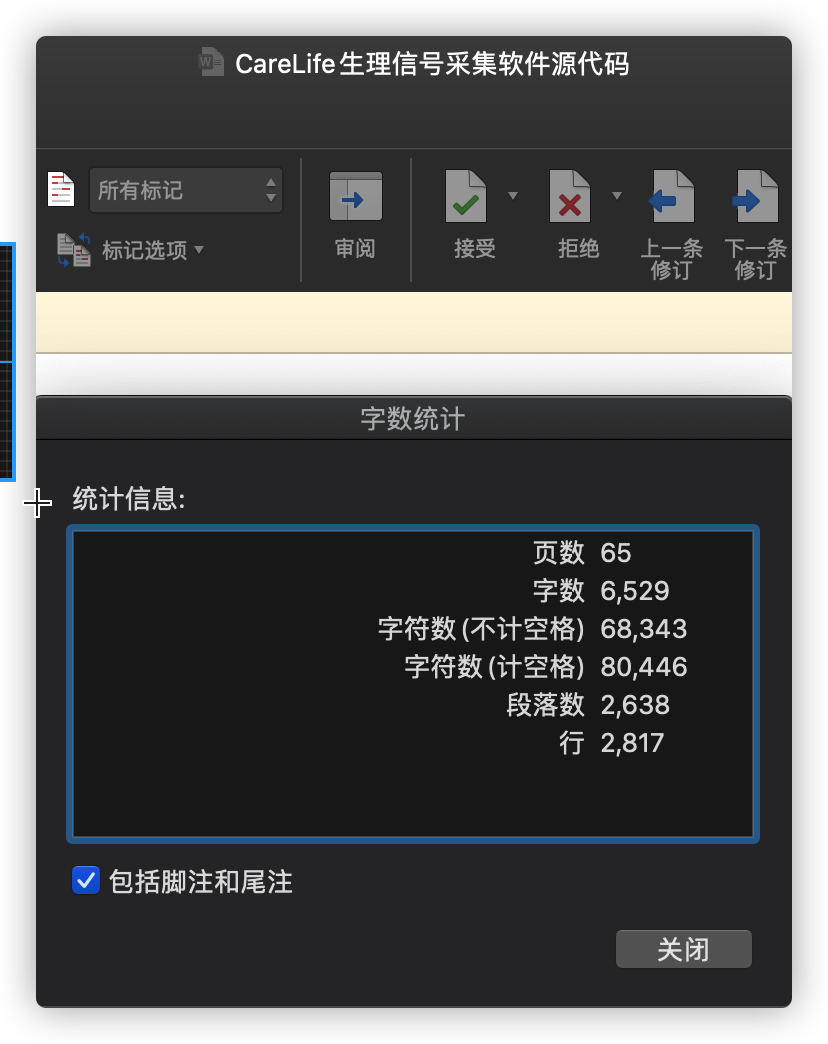 CareLife生理信号采集软件源代码
所有标记
标记选项
审阅
接受
拒绝
上一条
修订
下一条
修订
字数统计
统计信息:
页数 65
字数 6,529
字符数(不计空格) 68,343
字符数(计空格) 80,446
段落数 2,638
行 2,817
包括脚注和尾注
关闭